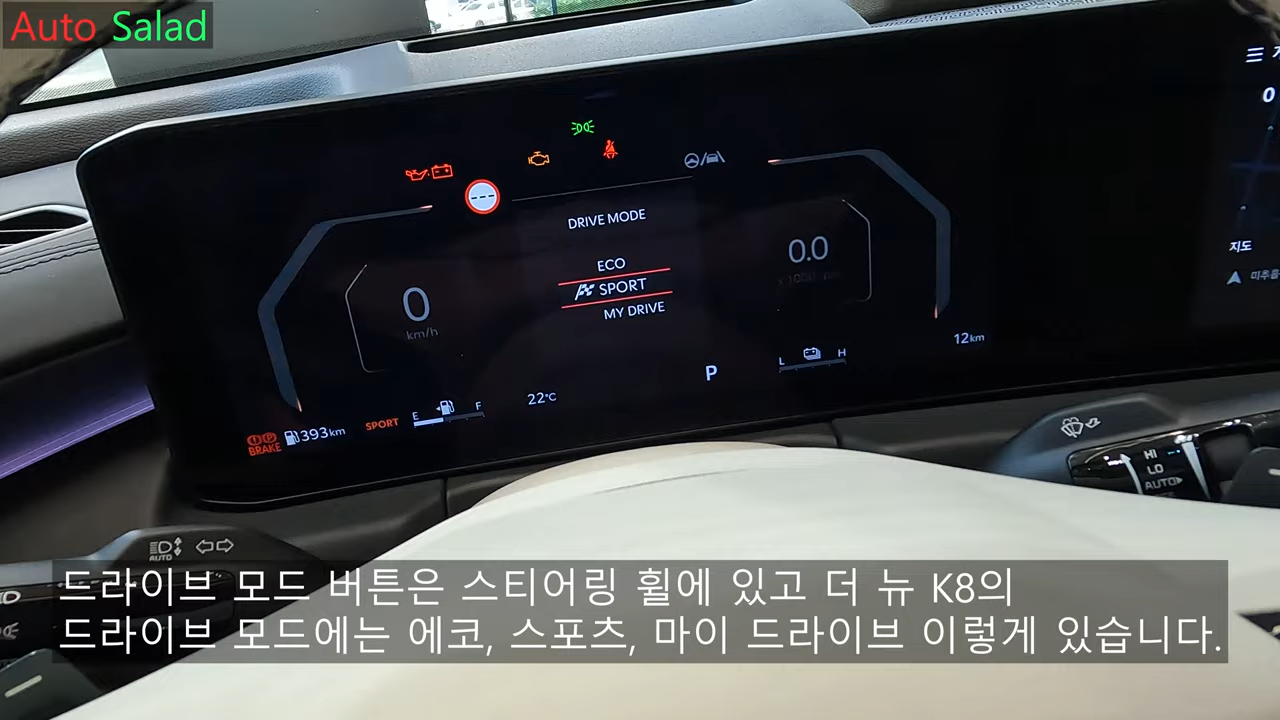 Auto Salad
DRIVE MODE
ECO
SPORT
MY DRIVE
0
km/h
0.0
12km
P
L H
22°C
E F
SPORT
393km
BRAKE
0
지도
HI
LO
AUTO
AUTO
드라이브 모드 버튼은 스티어링 휠에 있고 더 뉴 K8의
드라이브 모드에는 에코, 스포츠, 마이 드라이브 이렇게 있습니다.